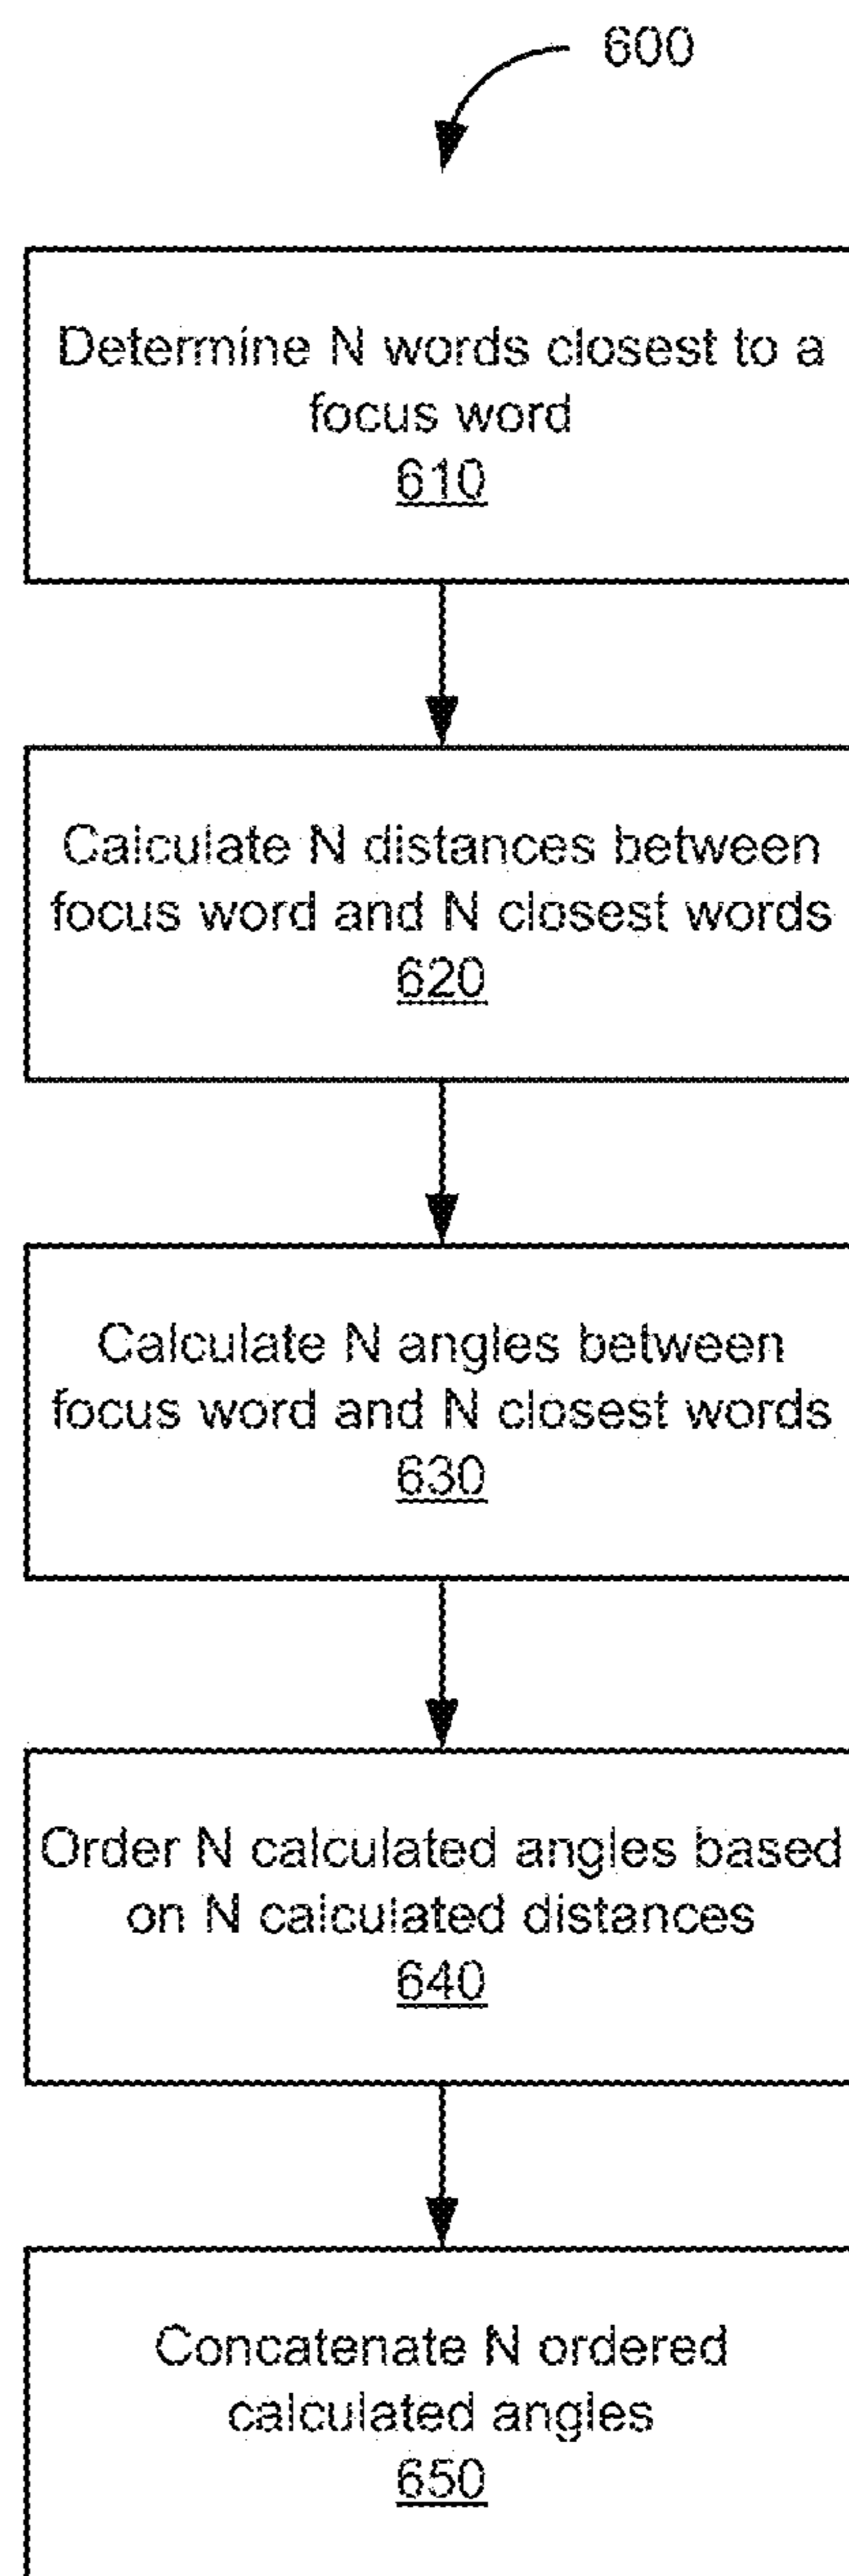 600
Determine N words closest to a
focus word
610
Calculate N distances between
focus word and N closest words
620
Calculate N angles between
focus word and N closest words
630
Order N calculated angles based
on N calculated distances
640
Concatenate N ordered
calculated angles
650